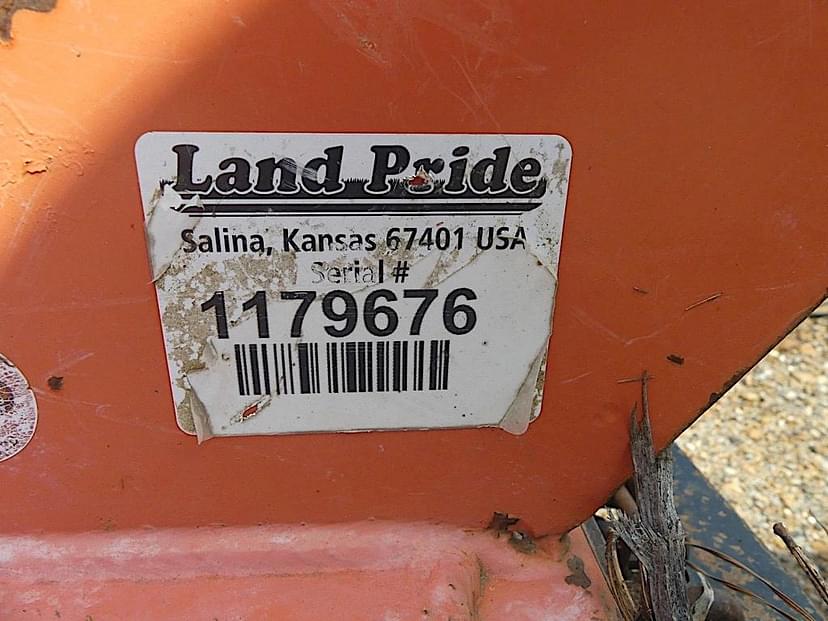 Land Pride
Salina, Kansas 67401 USA
Serial #
1179676